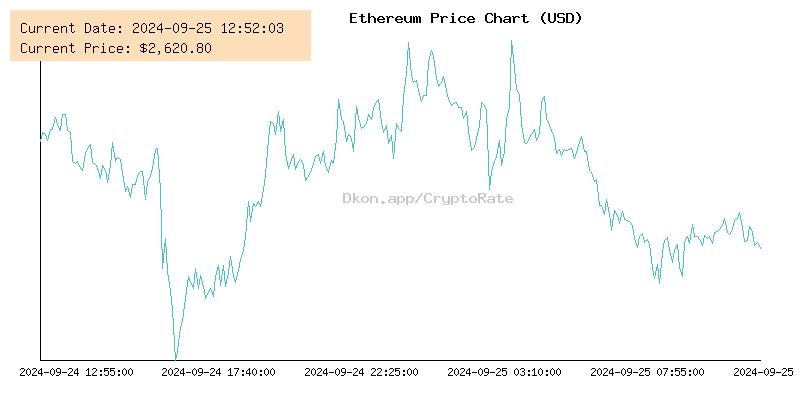 Ethereum Price Chart (USD)
Current Date: 2024-09-25 12:52:03
Current Price: $2,620.80
Dkon.app/CryptoRate
2024-09-24 12:55:00 2024-09-24 17:40:00 2024-09-24 22:25:00 2024-09-25 03:10:00 2024-09-25 07:55:00 2024-09-25